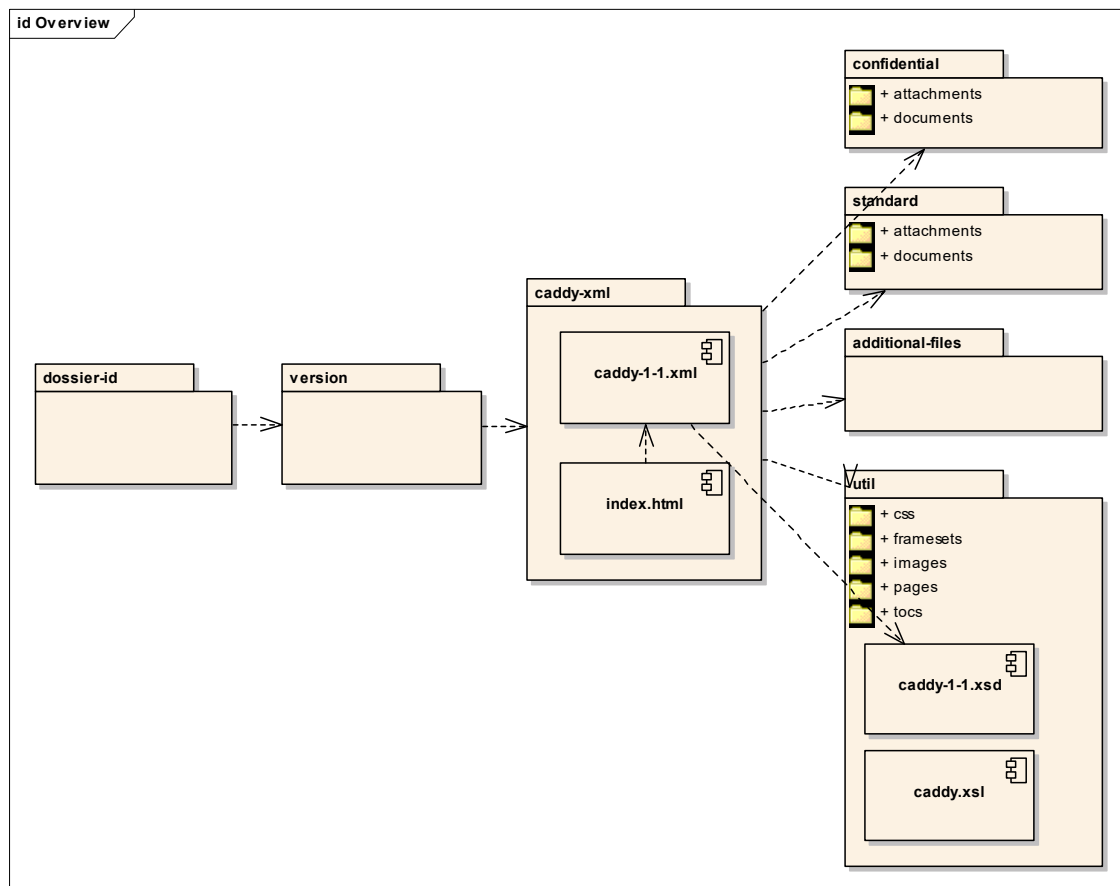 id Overview
confidential
+ attachments
+ documents
standard
+ attachments
+ documents
caddy-xml
caddy-1-1.xml
index.html
additional-files
dossier-id
version
util
+ css
+ framesets
+ images
+ pages
+ tocs
caddy-1-1.xsd
caddy.xsl